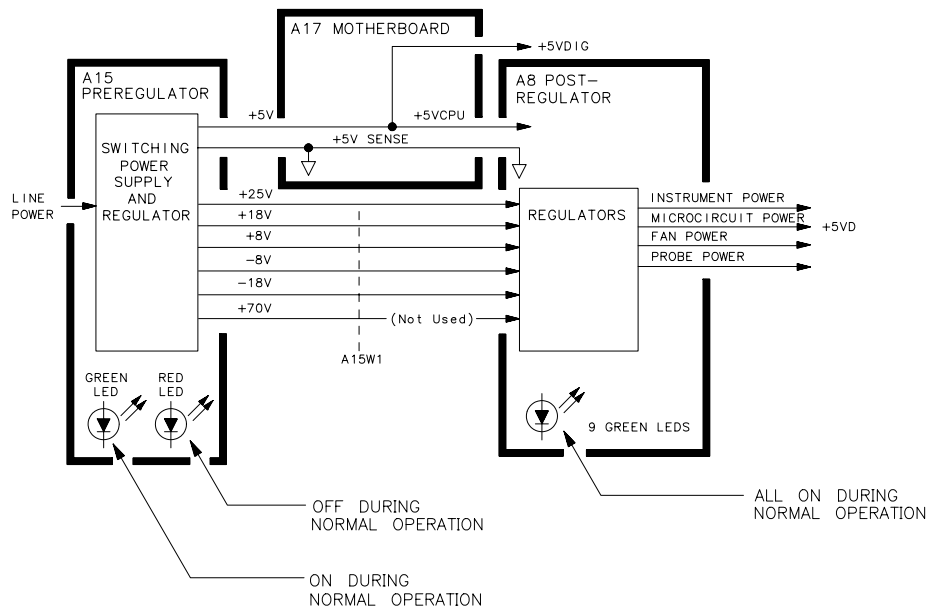 A17 MOTHERBOARD
+5VDIG
A15
PREREGULATOR
A8 POST–
REGULATOR
+5V
+5VCPU
+5V SENSE
SWITCHING
POWER
SUPPLY
AND
REGULATOR
LINE
POWER
+25V
+18V
+8V
–8V
–18V
+70V
(Not Used)
A15W1
REGULATORS
INSTRUMENT POWER
MICROCIRCUIT POWER
+5VD
FAN POWER
PROBE POWER
GREEN
LED
RED
LED
9 GREEN LEDS
OFF DURING
NORMAL OPERATION
ALL ON DURING
NORMAL OPERATION
ON DURING
NORMAL OPERATION